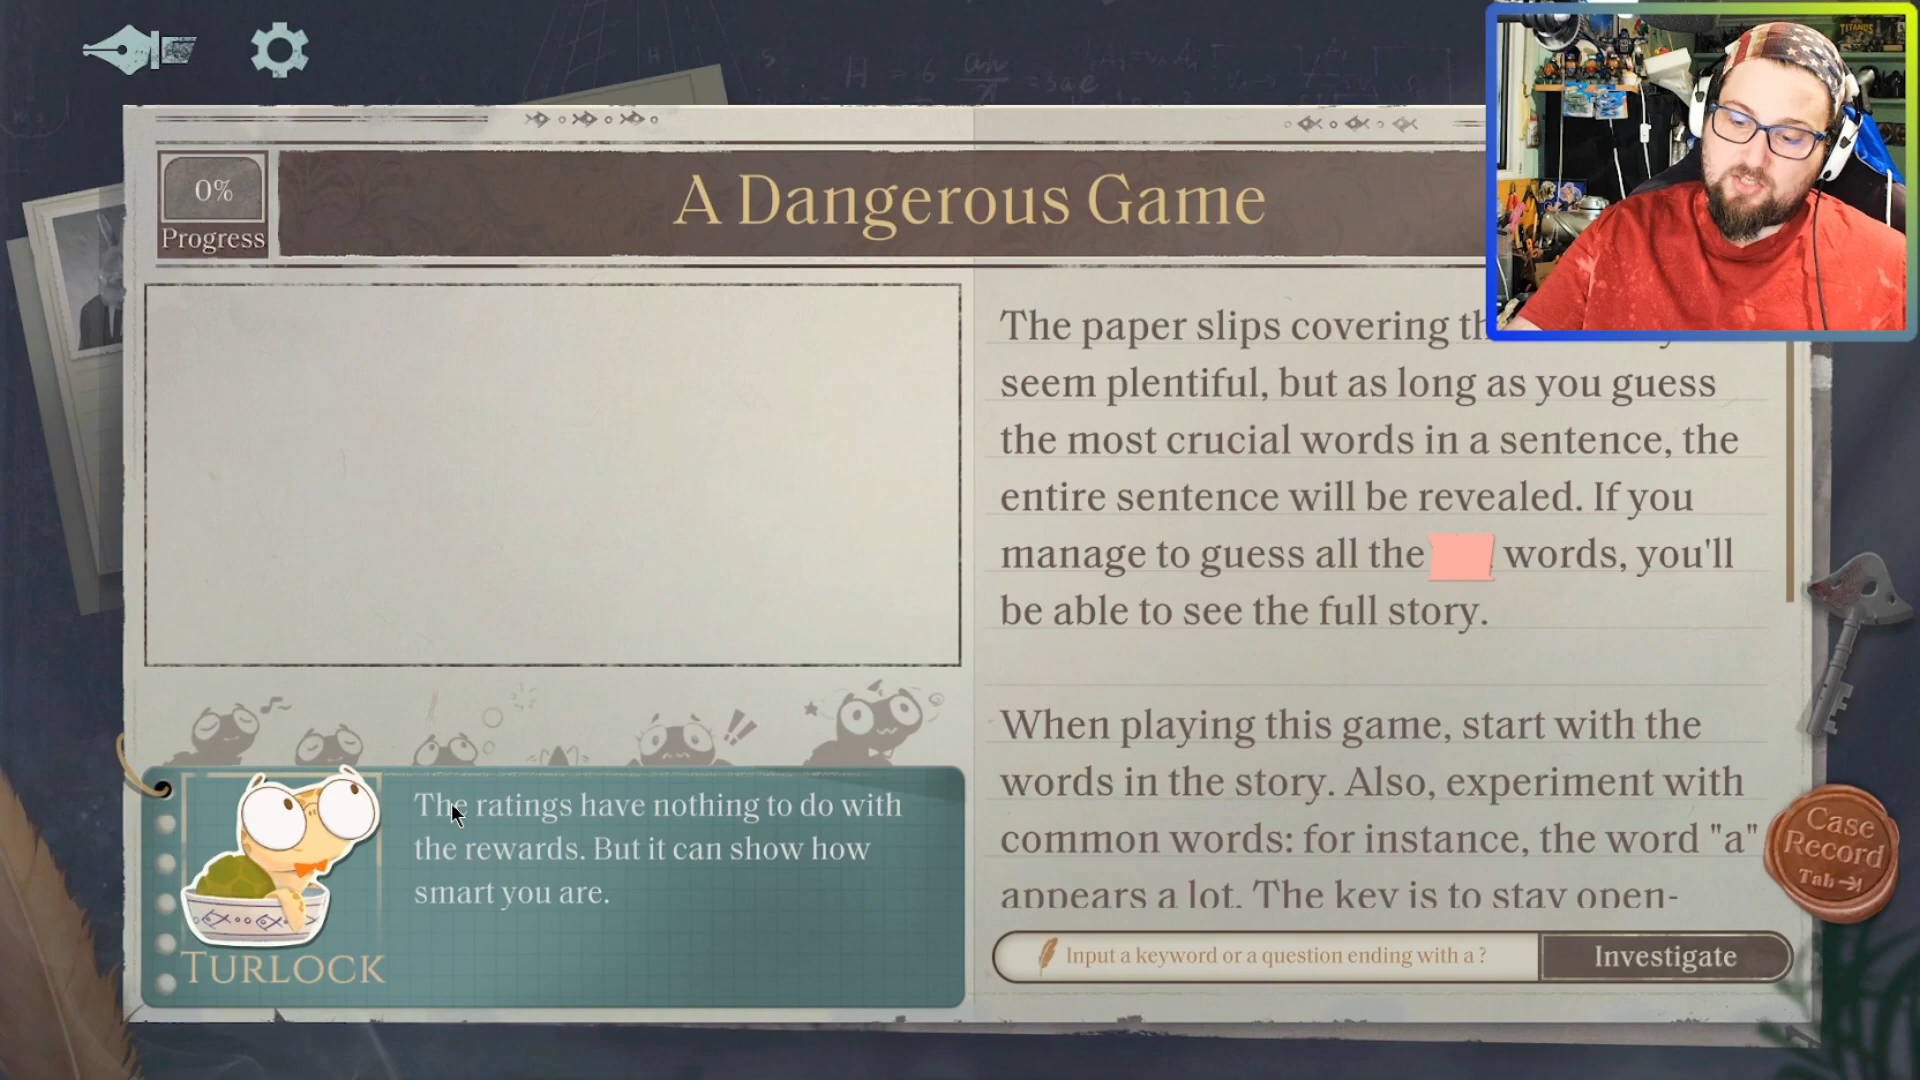 0%
Progress
A Dangerous Game
The paper slips covering
seem plentiful, but as long as you guess
the most crucial words in a sentence, the
entire sentence will be revealed. If you
manage to guess all the words, you'll
be able to see the full story.
When playing this game, start with the
words in the story. Also, experiment with
common words: for instance, the word "a"
appears a lot. The key is to stay open-
Input a keyword or a question ending with a ?
Investigate
The ratings have nothing to do with
the rewards. But it can show how
smart you are.
TURLOCK
Case
Record
Tab
TITANS